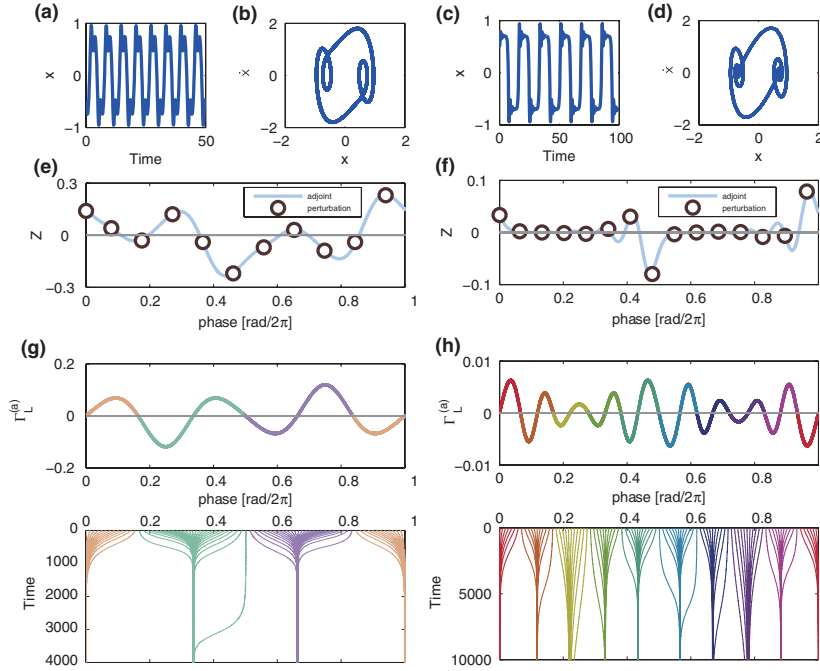 (a)
(b)
(c)
(d)
1
0
−1
x
0
50
Time
2
0
−2
ẋ
−2
0
2
x
1
0
−1
x
0
50
100
Time
2
0
−2
ẋ
−2
0
2
x
(e)
(f)
0.3
0
−0.3
Z
adjoint
perturbation
0
0.2
0.4
0.6
0.8
1
phase [rad/2π]
0.1
0
−0.1
Z
adjoint
perturbation
0
0.2
0.4
0.6
0.8
phase [rad/2π]
(g)
(h)
0.2
0
−0.2
Γ_L^(a)
0
0.2
0.4
0.6
0.8
1
phase [rad/2π]
0.01
0
−0.01
Γ_L^(a)
0
0.2
0.4
0.6
0.8
phase [rad/2π]
0
0.2
0.4
0.6
0.8
1
0
1000
2000
3000
4000
Time
0
0.2
0.4
0.6
0.8
0
5000
10000
Time